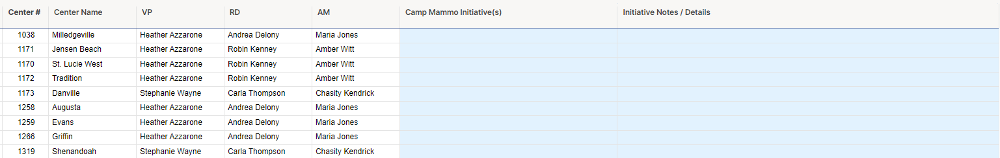 Center # Center Name VP RD AM Camp Mammo Initiative(s) Initiative Notes / Details
1038 Milledgeville Heather Azzarone Andrea Delony Maria Jones
1171 Jensen Beach Heather Azzarone Robin Kenney Amber Witt
1170 St. Lucie West Heather Azzarone Robin Kenney Amber Witt
1172 Tradition Heather Azzarone Robin Kenney Amber Witt
1173 Danville Stephanie Wayne Carla Thompson Chasity Kendrick
1258 Augusta Heather Azzarone Andrea Delony Maria Jones
1259 Evans Heather Azzarone Andrea Delony Maria Jones
1266 Griffin Heather Azzarone Andrea Delony Maria Jones
1319 Shenandoah Stephanie Wayne Carla Thompson Chasity Kendrick